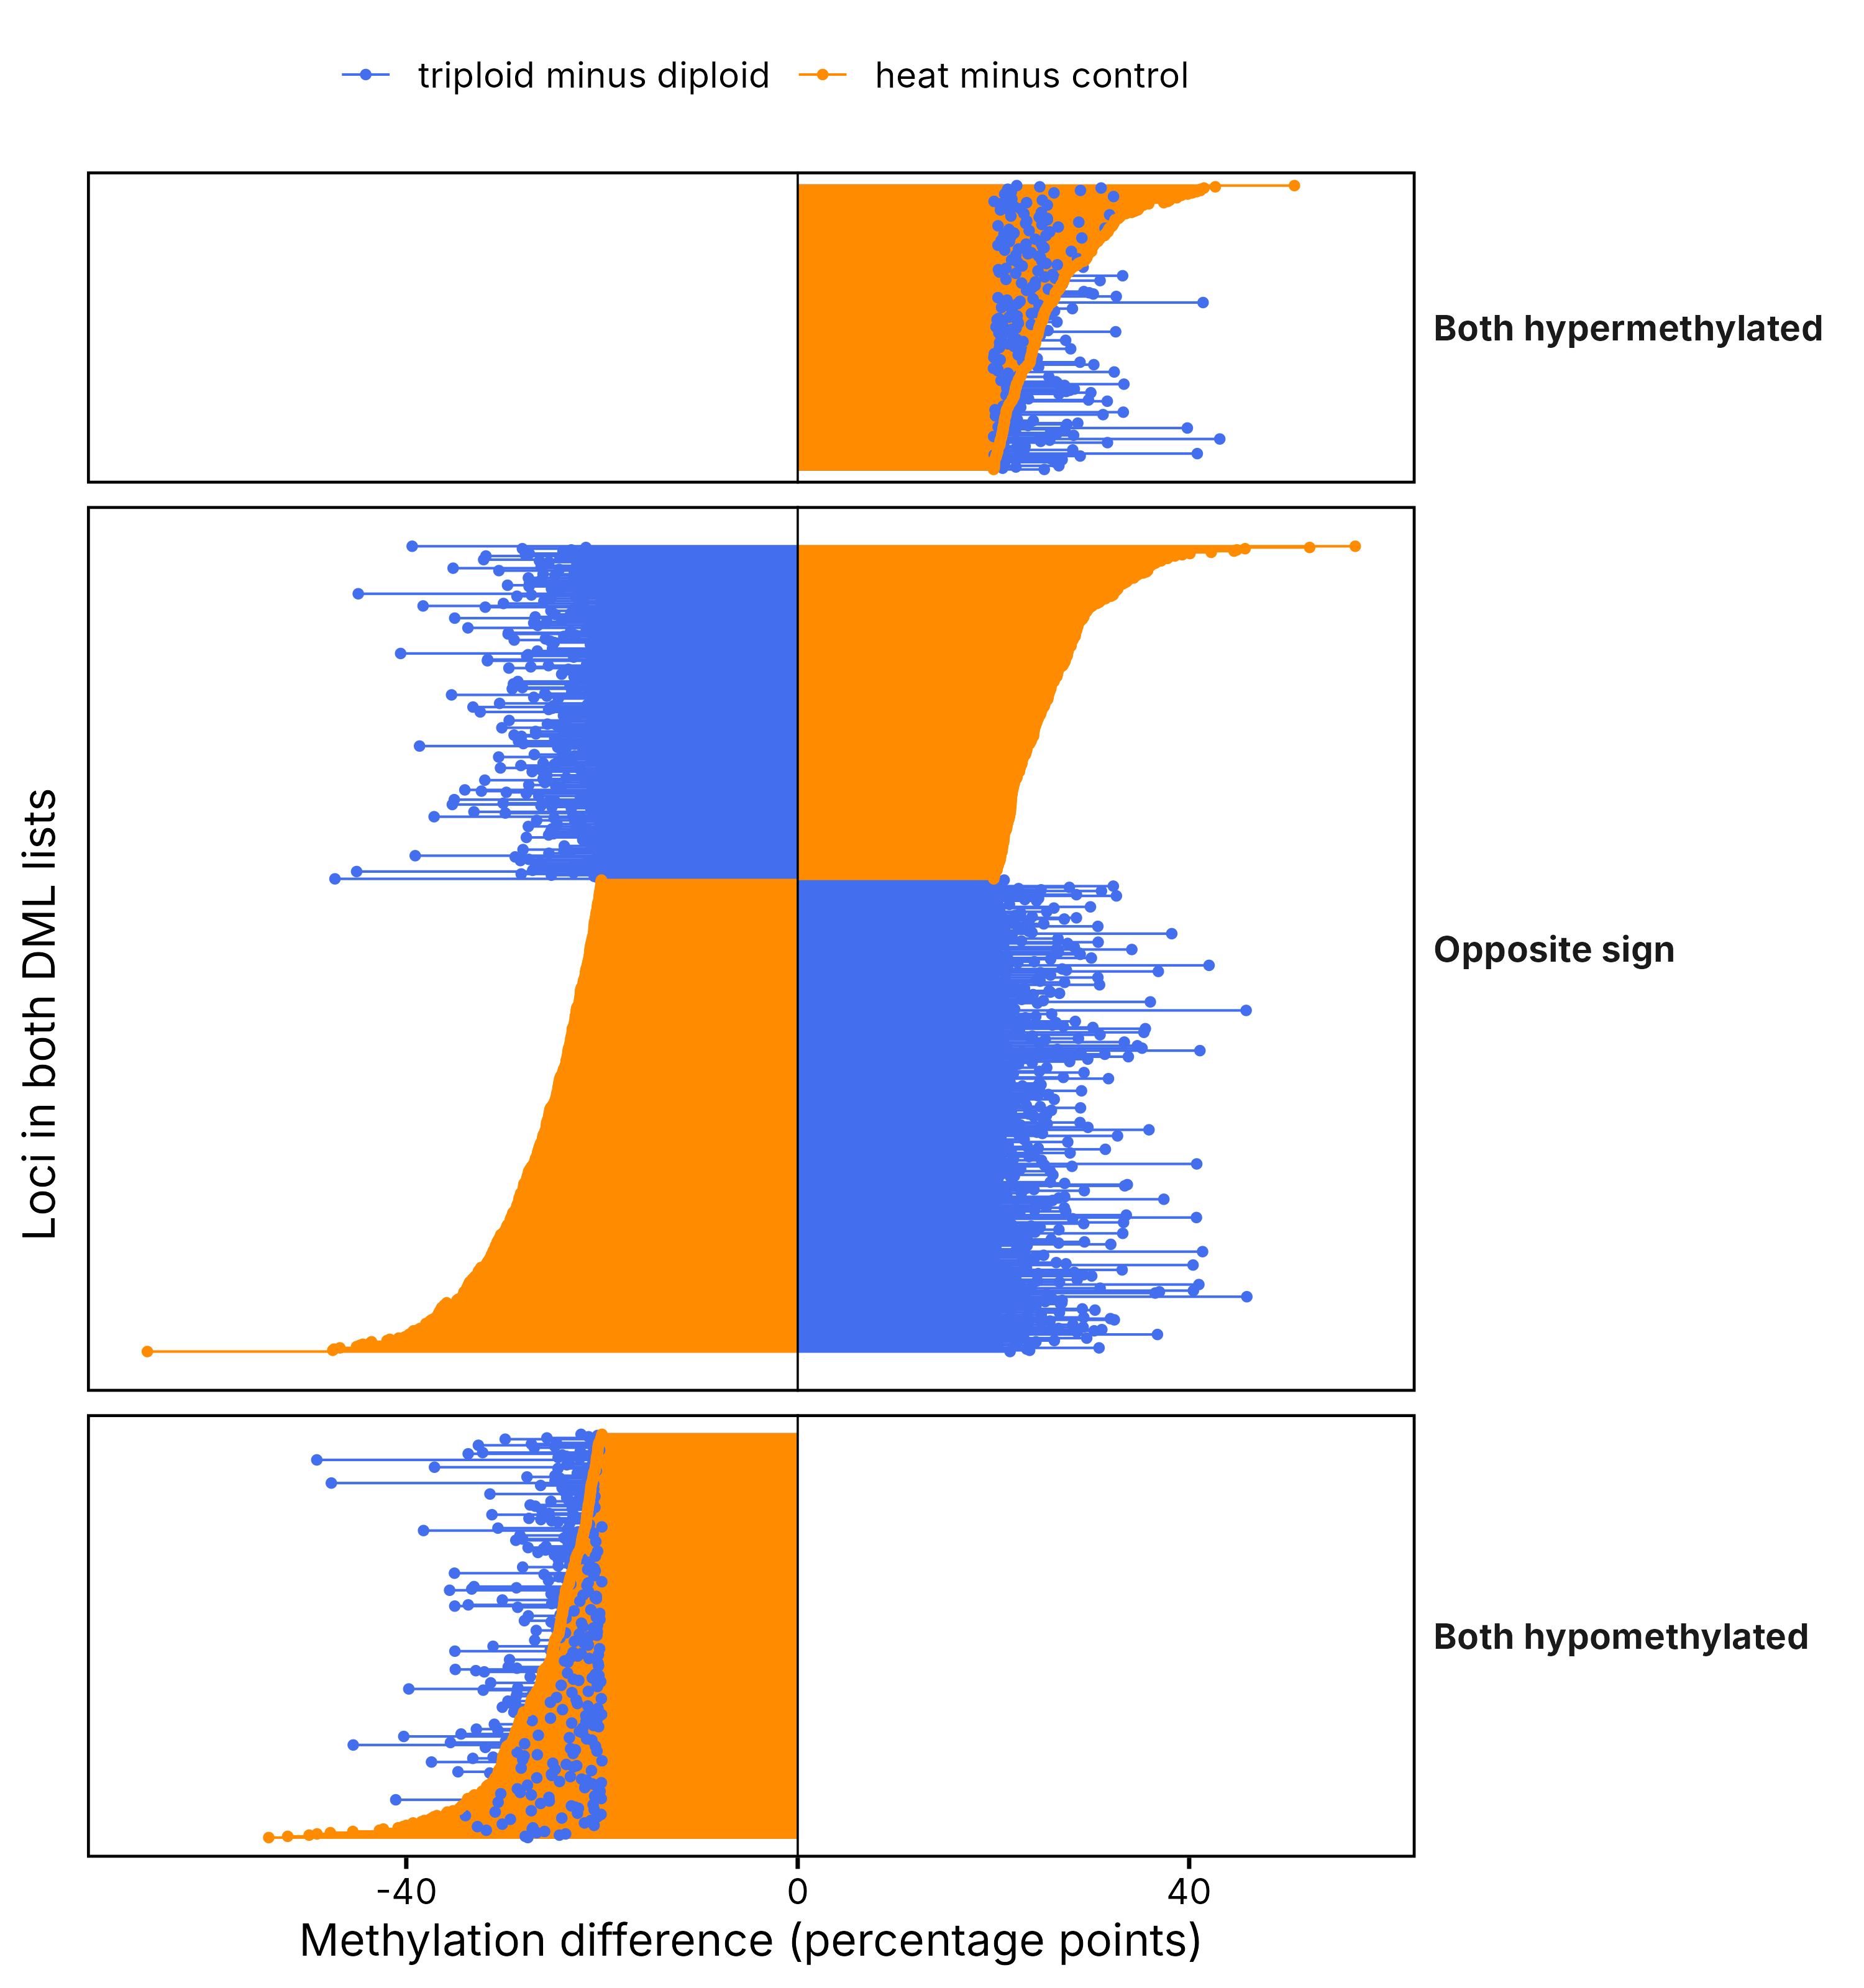 triploid minus diploid
heat minus control
Both hypermethylated
Loci in both DML lists
Opposite sign
Both hypomethylated
-40 0 40
Methylation difference (percentage points)